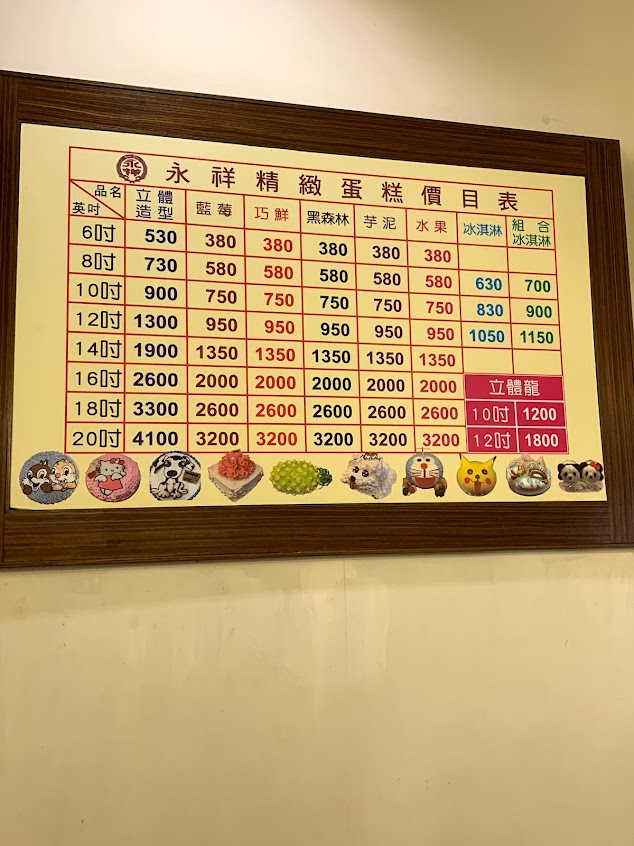 永祥 永祥精緻蛋糕價目表
品名 英吋 立體造型 藍莓 巧鮮 黑森林 芋泥 水果 冰淇淋 組合冰淇淋
6吋 530 380 380 380 380 380
8吋 730 580 580 580 580 580 630 700
10吋 900 750 750 750 750 750 830 900
12吋 1300 950 950 950 950 950 1050 1150
14吋 1900 1350 1350 1350 1350 1350
16吋 2600 2000 2000 2000 2000 2000 立體龍
18吋 3300 2600 2600 2600 2600 2600 10吋 1200
20吋 4100 3200 3200 3200 3200 3200 12吋 1800